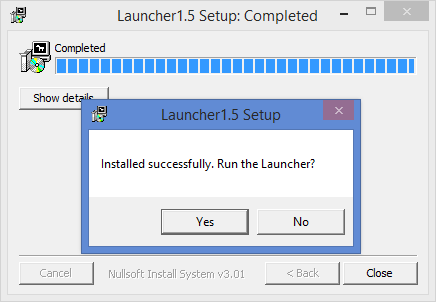 Launcher1.5 Setup: Completed
Completed
Show details
Launcher1.5 Setup
Installed successfully. Run the Launcher?
Yes No
Cancel Nullsoft Install System v3.01 < Back Close